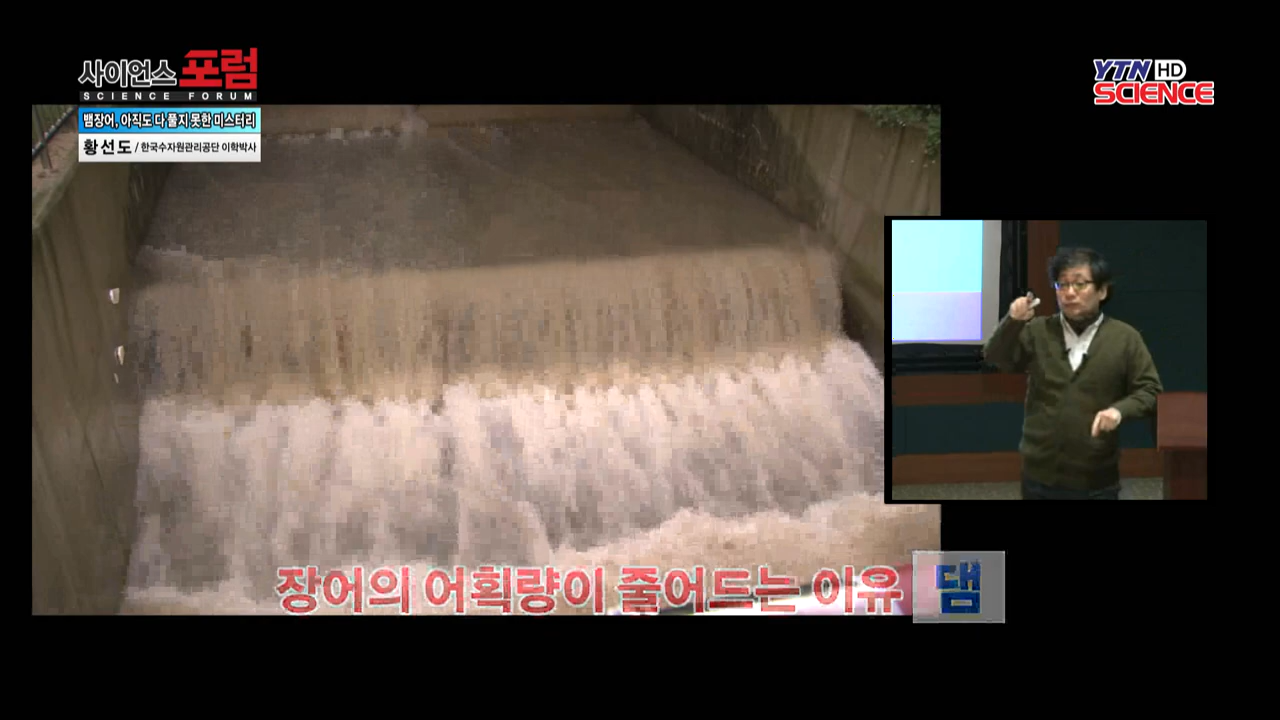 사이언스 포럼
SCIENCE FORUM
뱀장어, 아직도 다 풀지 못한 미스터리
황선도 / 한국수자원관리공단 이학박사
YTN HD
SCIENCE
장어의 어획량이 줄어드는 이유 댐